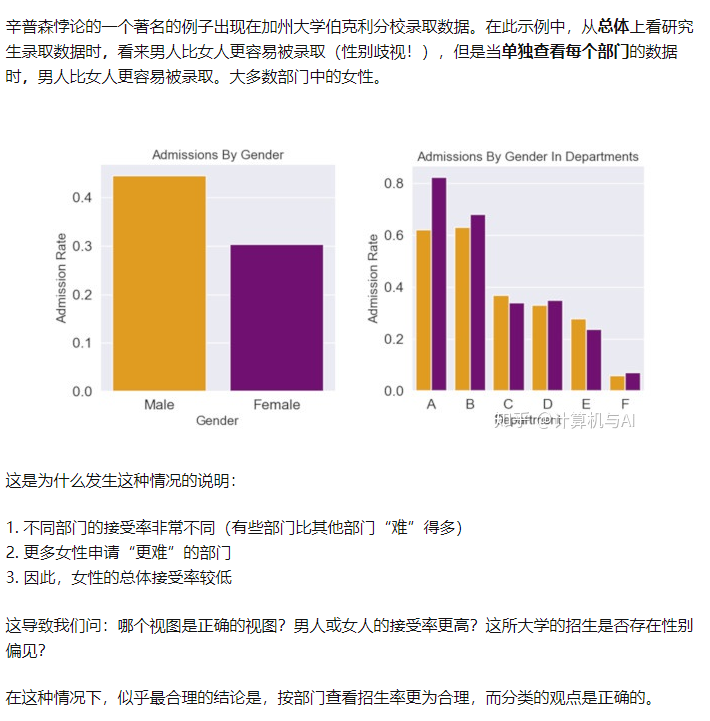 辛普森悖论的一个著名的例子出现在加州大学伯克利分校录取数据。在此示例中，从总体上看研究
生录取数据时，看来男人比女人更容易被录取（性别歧视！），但是当单独查看每个部门的数据
时，男人比女人更容易被录取。大多数部门中的女性。
Admissions By Gender
Admission Rate
0.4
0.3
0.2
0.1
0.0
Male
Female
Gender
Admissions By Gender In Departments
Admission Rate
0.8
0.6
0.4
0.2
0.0
A B C D E F
Department
知乎 @计算机与AI
这是为什么发生这种情况的说明：
1. 不同部门的接受率非常不同（有些部门比其他部门“难”得多）
2. 更多女性申请“更难”的部门
3. 因此，女性的总体接受率较低
这导致我们问：哪个视图是正确的视图？男人或女人的接受率更高？这所大学的招生是否存在性别
偏见？
在这种情况下，似乎最合理的结论是，按部门查看招生率更为合理，而分类的观点是正确的。